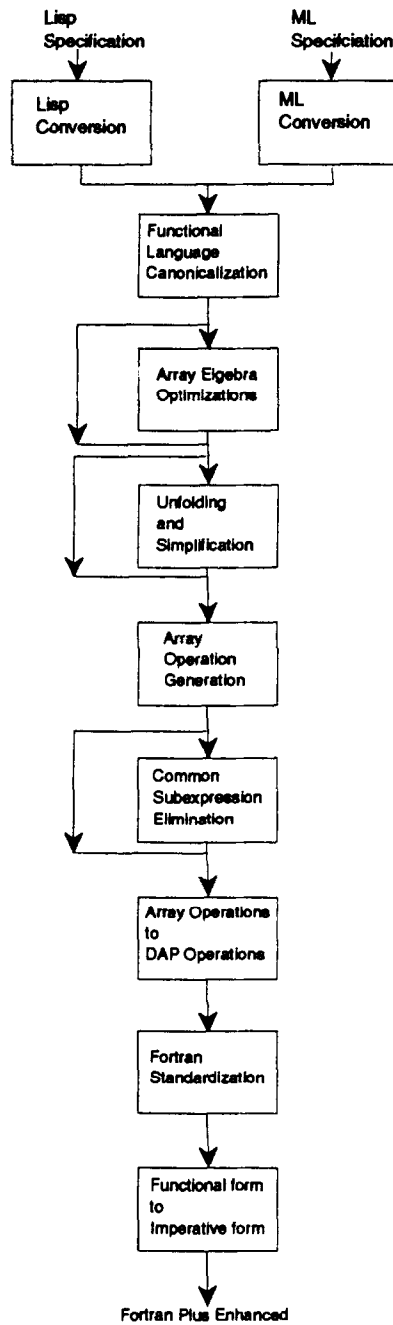 Lisp
Specification
ML
Specifciation
Lisp
Conversion
ML
Conversion
Functional
Language
Canonicalization
Array Elgebra
Optimizations
Unfolding
and
Simplification
Array
Operation
Generation
Common
Subexpression
Elimination
Array Operations
to
DAP Operations
Fortran
Standardization
Functional form
to
Imperative form
Fortran Plus Enhanced